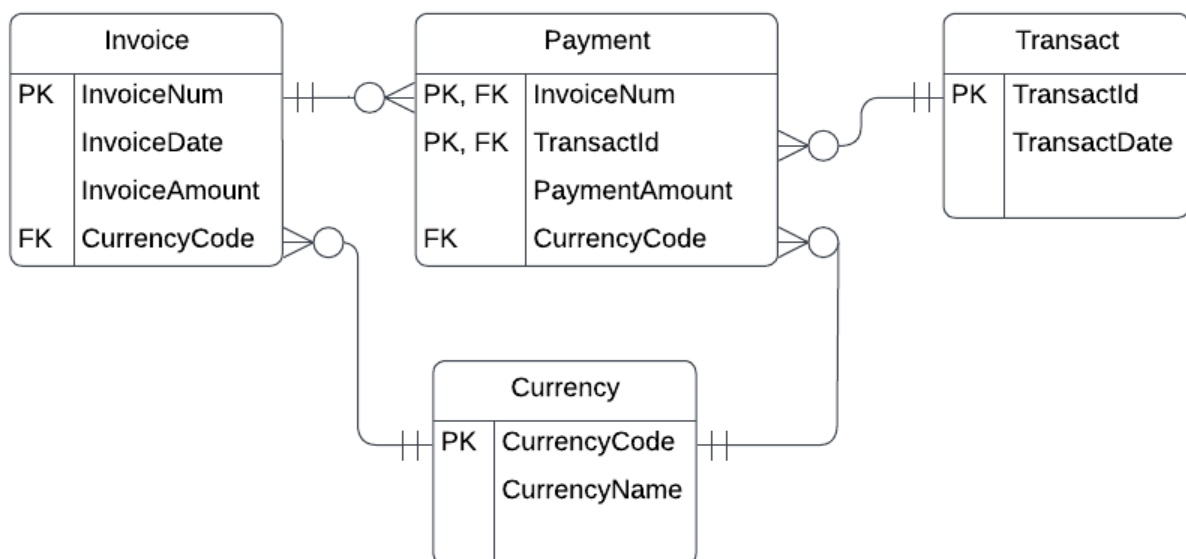 Invoice
PK InvoiceNum
InvoiceDate
InvoiceAmount
FK CurrencyCode
Payment
PK, FK InvoiceNum
PK, FK TransactId
PaymentAmount
FK CurrencyCode
Transact
PK TransactId
TransactDate
Currency
PK CurrencyCode
CurrencyName